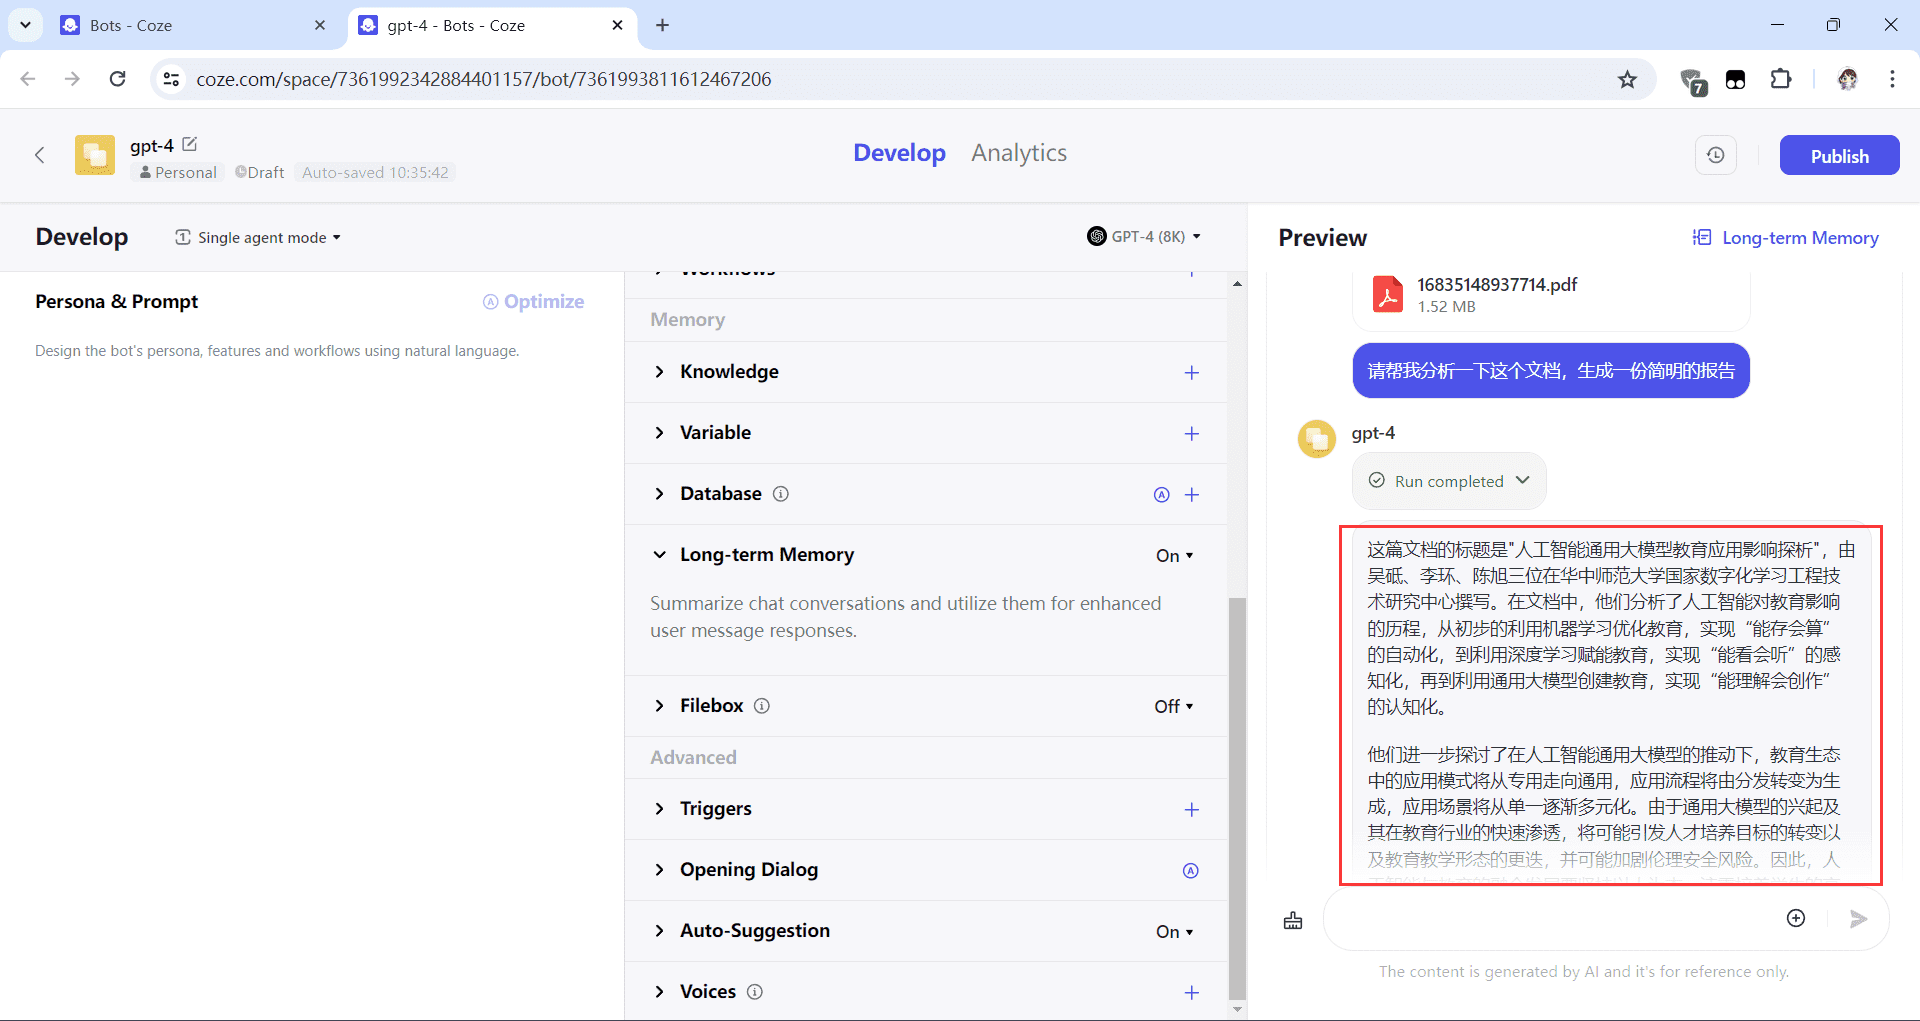 Bots - Coze
gpt-4 - Bots - Coze
coze.com/space/7361992342884401157/bot/7361993811612467206
7
gpt-4
Personal
Draft
Auto-saved 10:35:42
Develop
Analytics
Publish
Develop
Single agent mode
GPT-4 (8K)
Preview
Long-term Memory
Persona & Prompt
Optimize
Design the bot's persona, features and workflows using natural language.
Workflows
Memory
Knowledge
Variable
Database
Long-term Memory
On
Summarize chat conversations and utilize them for enhanced
user message responses.
Filebox
Off
Advanced
Triggers
Opening Dialog
Auto-Suggestion
On
Voices
16835148937714.pdf
1.52 MB
请帮我分析一下这个文档，生成一份简明的报告
gpt-4
Run completed
这篇文档的标题是"人工智能通用大模型教育应用影响探析"，由
吴砥、李环、陈旭三位在华中师范大学国家数字化学习工程技
术研究中心撰写。在文档中，他们分析了人工智能对教育影响
的历程，从初步的利用机器学习优化教育，实现“能存会算”
的自动化，到利用深度学习赋能教育，实现“能看会听”的感
知化，再到利用通用大模型创建教育，实现“能理解会创作”
的认知化。
他们进一步探讨了在人工智能通用大模型的推动下，教育生态
中的应用模式将从专用走向通用，应用流程将由分发转变为生
成，应用场景将从单一逐渐多元化。由于通用大模型的兴起及
其在教育行业的快速渗透，将可能引发人才培养目标的转变以
及教育教学形态的更迭，并可能加剧伦理安全风险。因此，人
The content is generated by AI and it's for reference only.